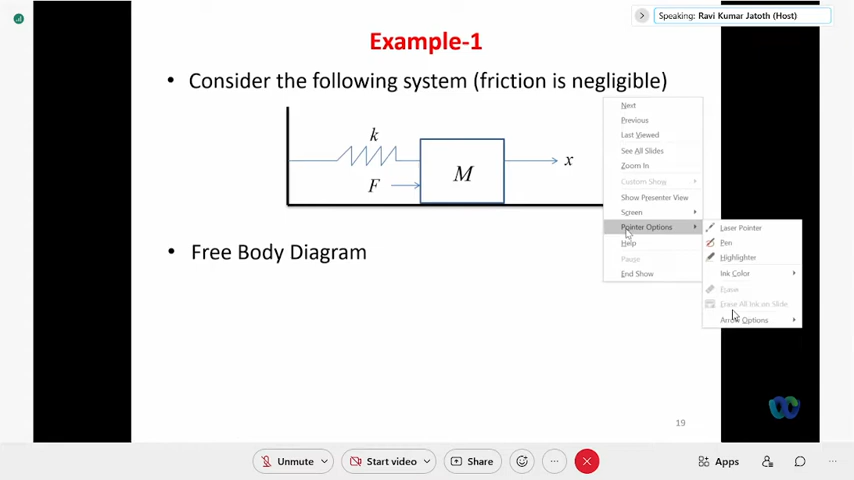 Speaking: Ravi Kumar Jatoth (Host)
Example-1
• Consider the following system (friction is negligible)
k
M
x
F
• Free Body Diagram
Next
Previous
Last Viewed
See All Slides
Zoom In
Custom Show
Show Presenter View
Screen
Pointer Options
Help
Pause
End Show
Laser Pointer
Pen
Highlighter
Ink Color
Erase
Erase All Ink on Slide
Arrow Options
19
Unmute
Start video
Share
Apps